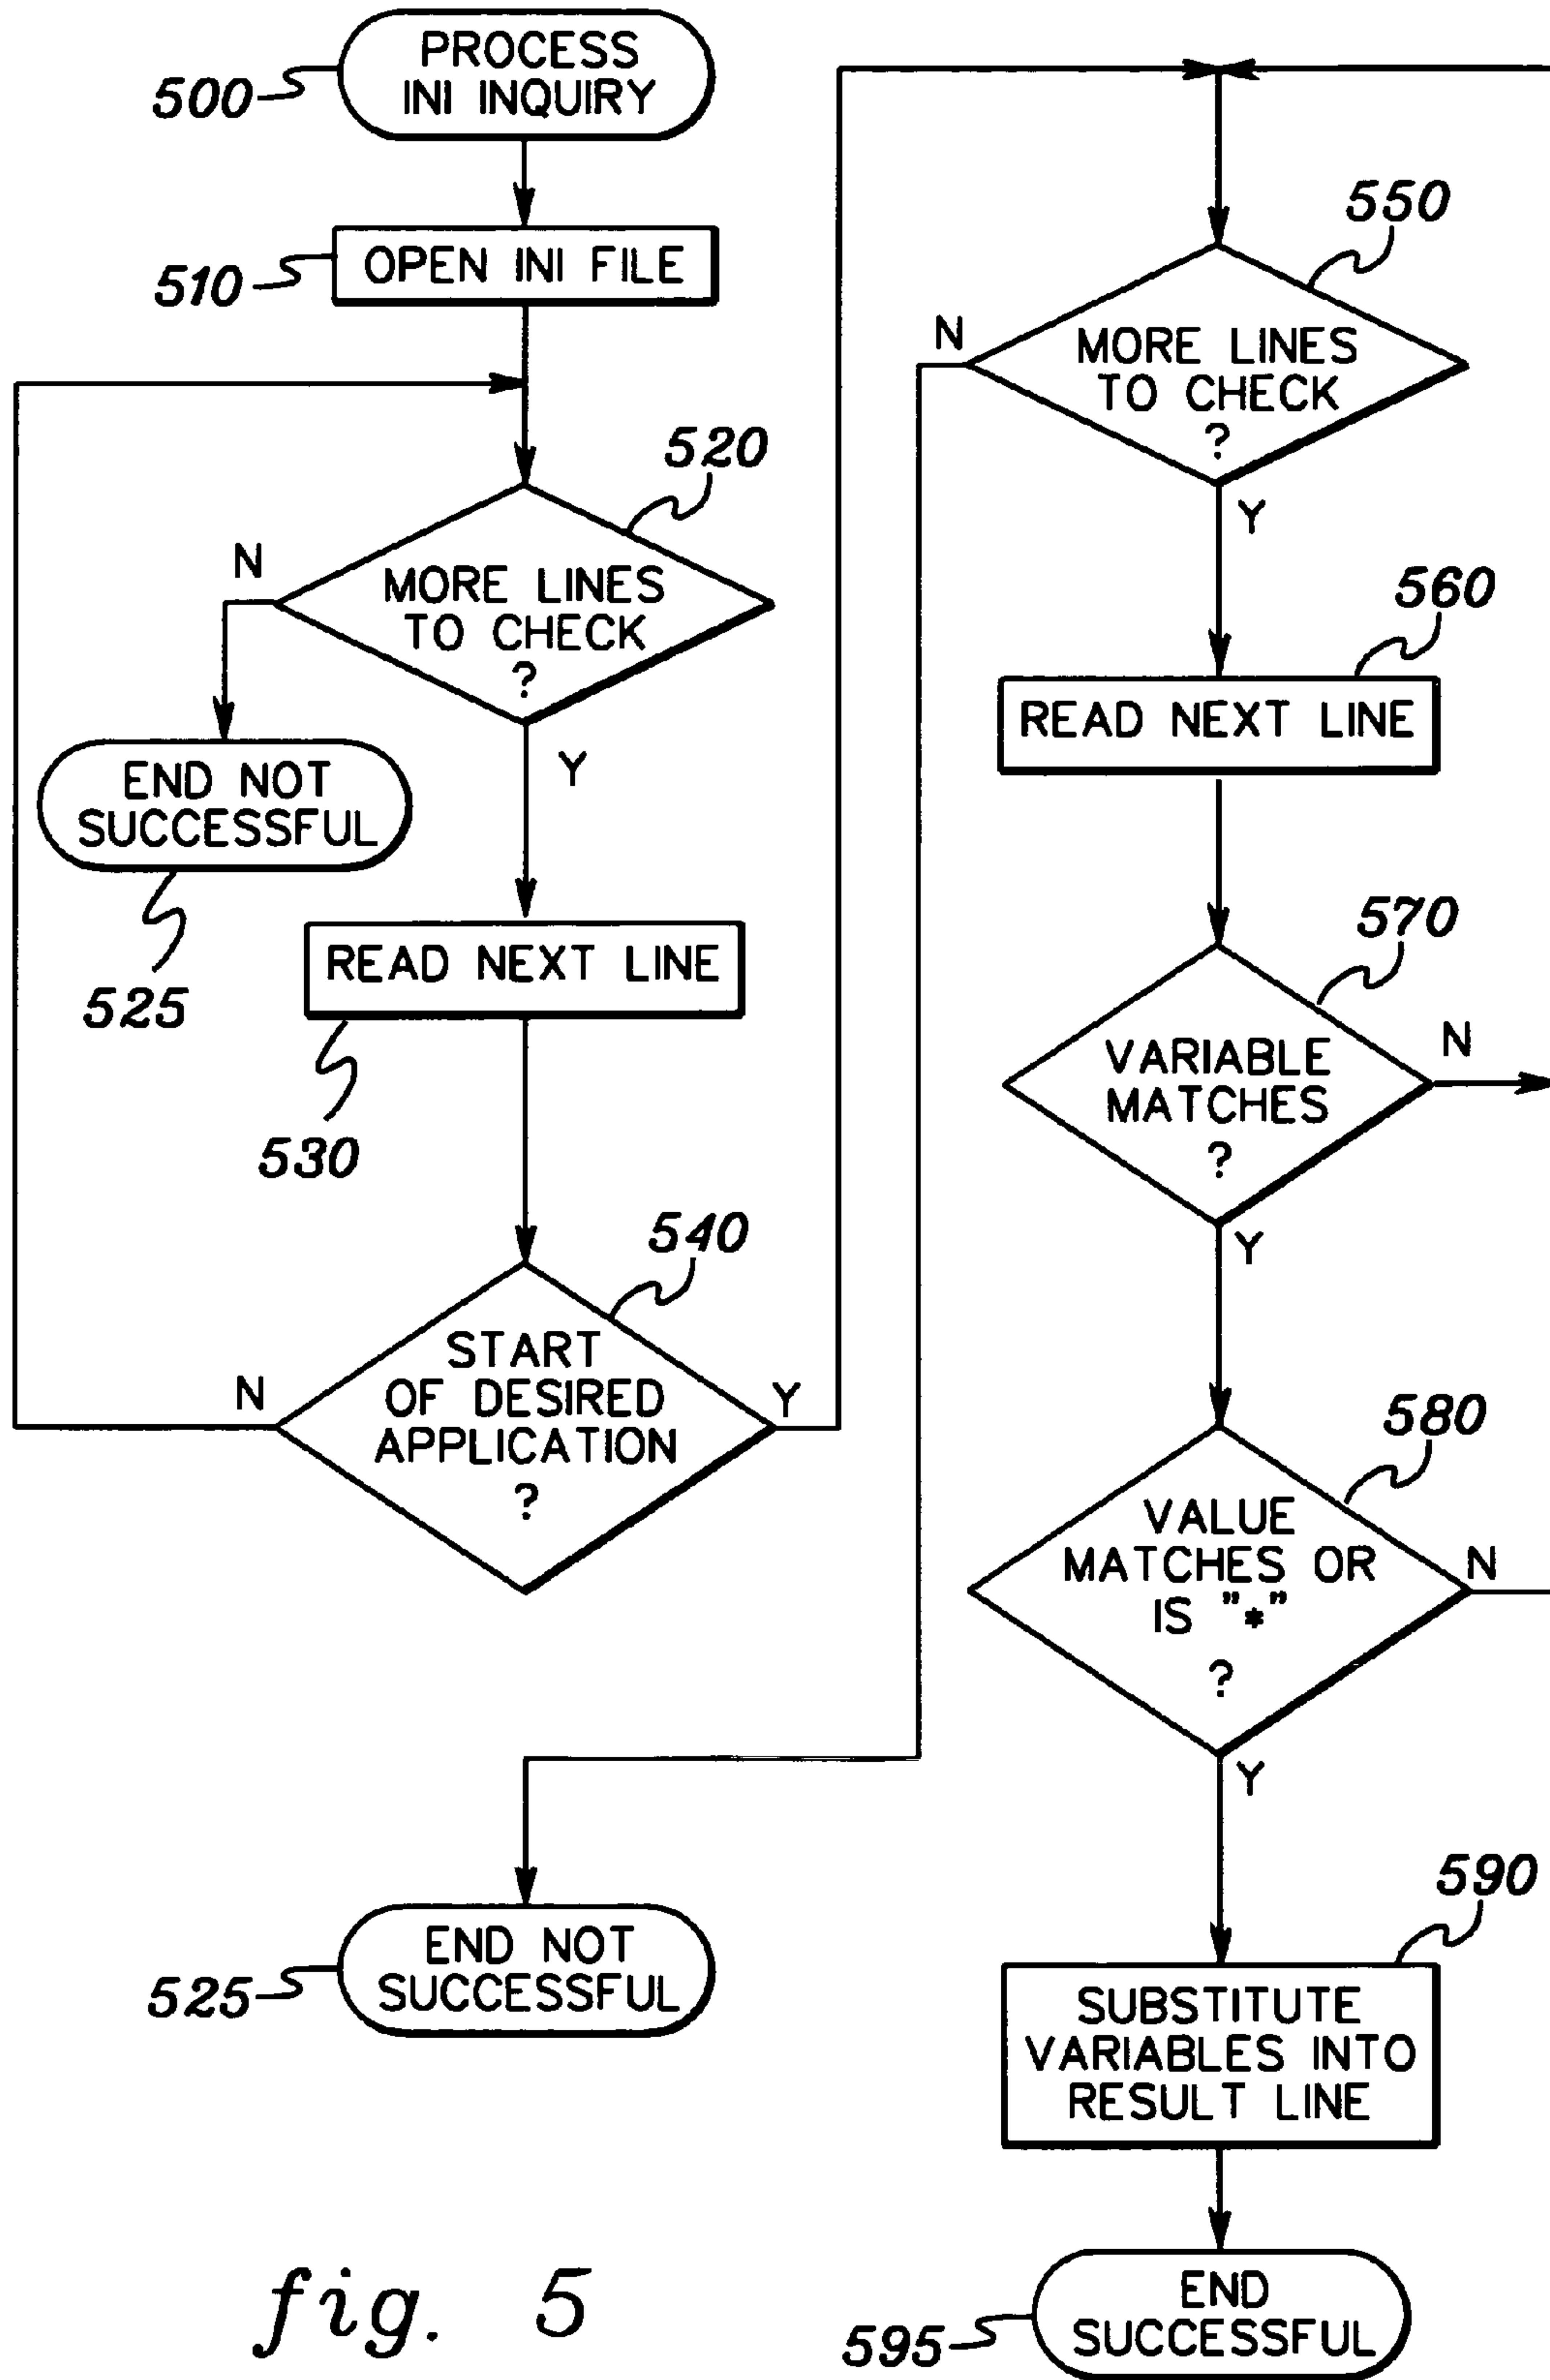 PROCESS
INI INQUIRY
500
OPEN INI FILE
510
520
MORE LINES
TO CHECK
?
N
Y
END NOT
SUCCESSFUL
525
READ NEXT LINE
530
540
START
OF DESIRED
APPLICATION
?
N
Y
550
MORE LINES
TO CHECK
?
N
Y
560
READ NEXT LINE
570
VARIABLE
MATCHES
?
N
Y
580
VALUE
MATCHES OR
IS "*"
?
N
Y
END NOT
SUCCESSFUL
525
590
SUBSTITUTE
VARIABLES INTO
RESULT LINE
END
SUCCESSFUL
595
fig. 5